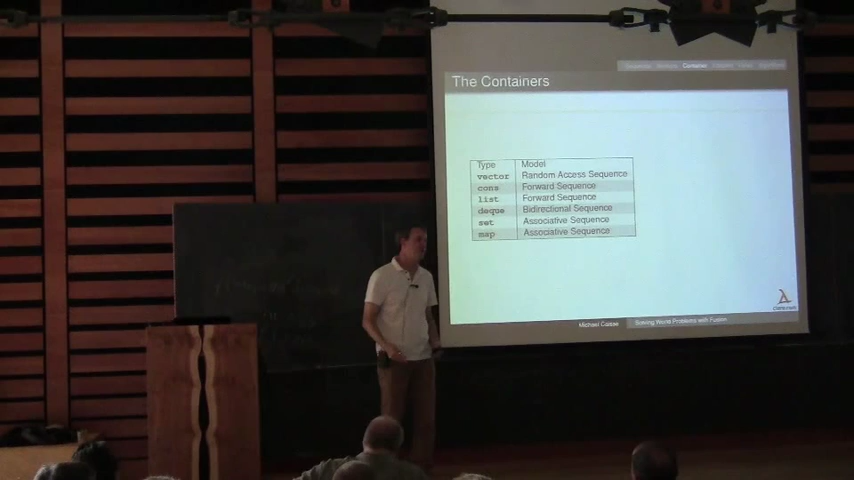 Container
The Containers
Type Model
vector Random Access Sequence
cons Forward Sequence
list Forward Sequence
deque Bidirectional Sequence
set Associative Sequence
map Associative Sequence
Michael Caisse Solving World Problems with Fusion